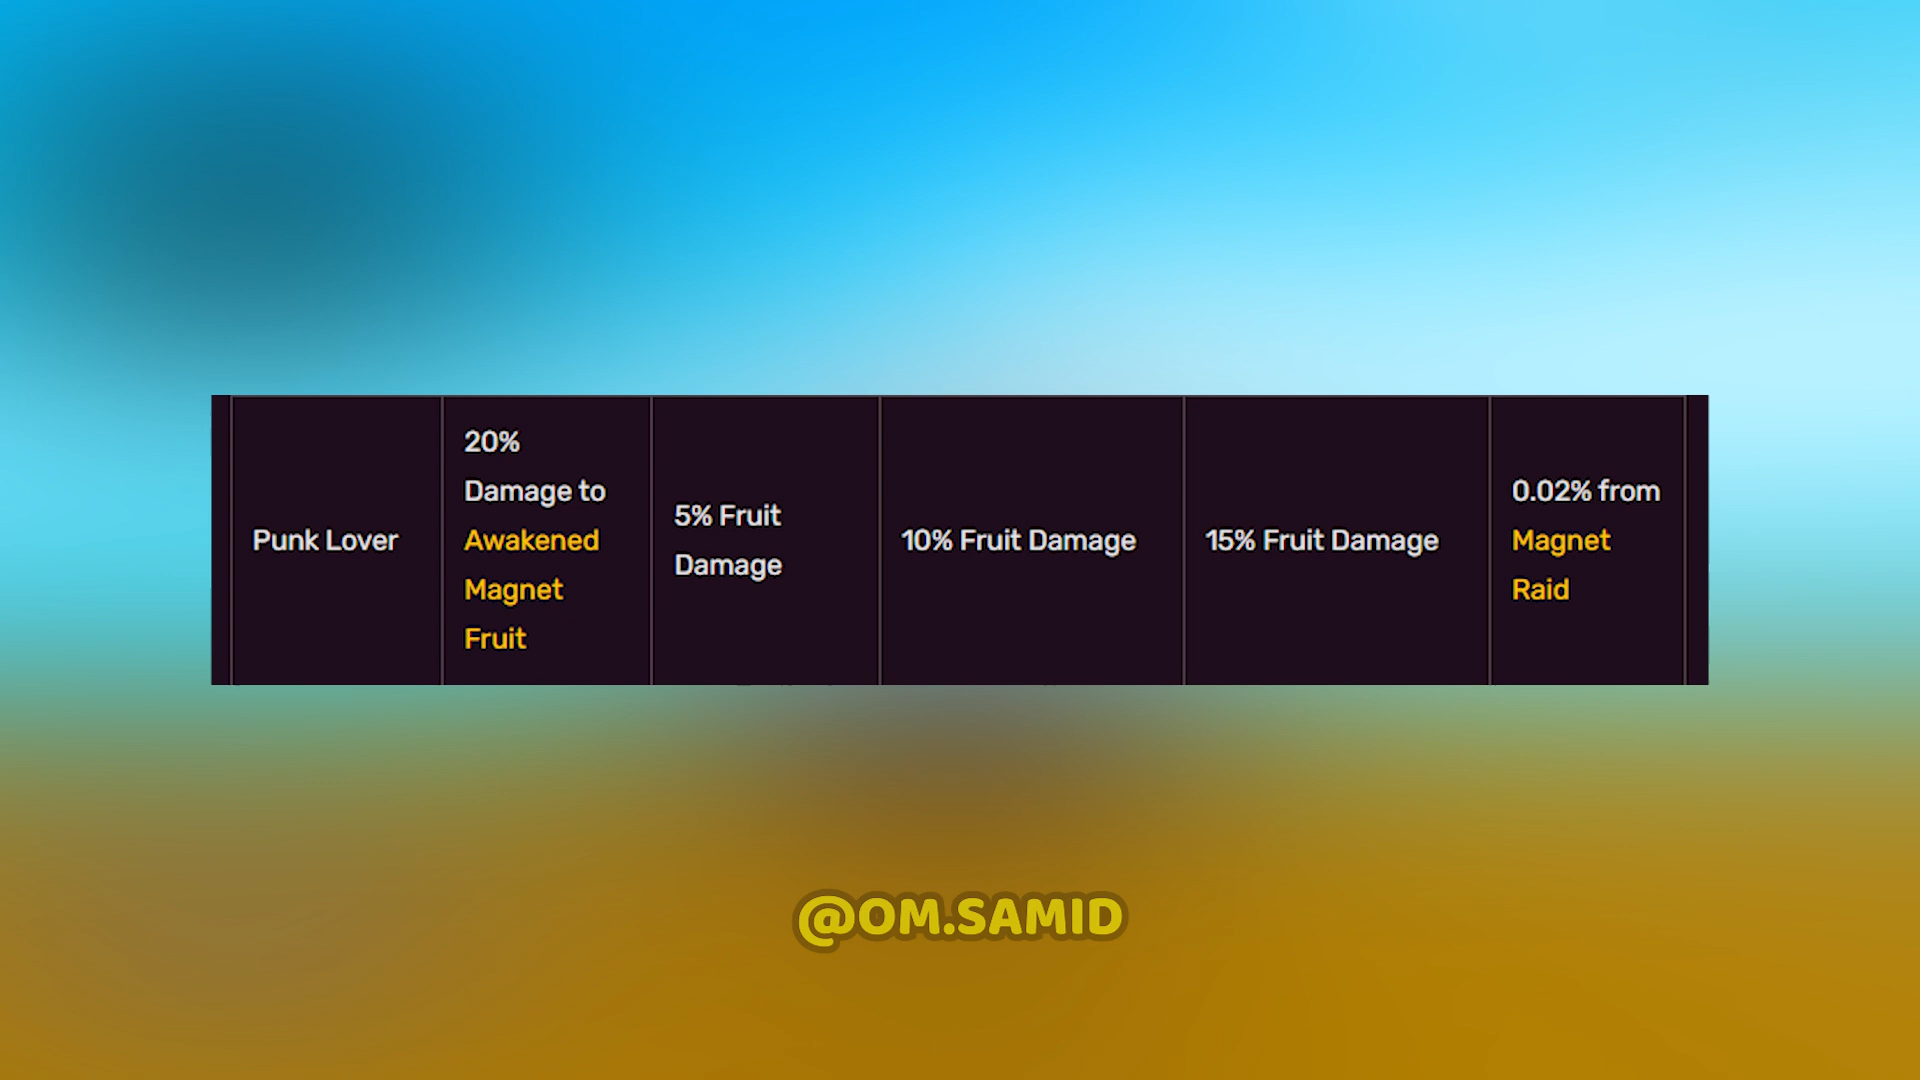 Punk Lover
20%
Damage to
Awakened
Magnet
Fruit
5% Fruit
Damage
10% Fruit Damage
15% Fruit Damage
0.02% from
Magnet
Raid
@OM.SAMID